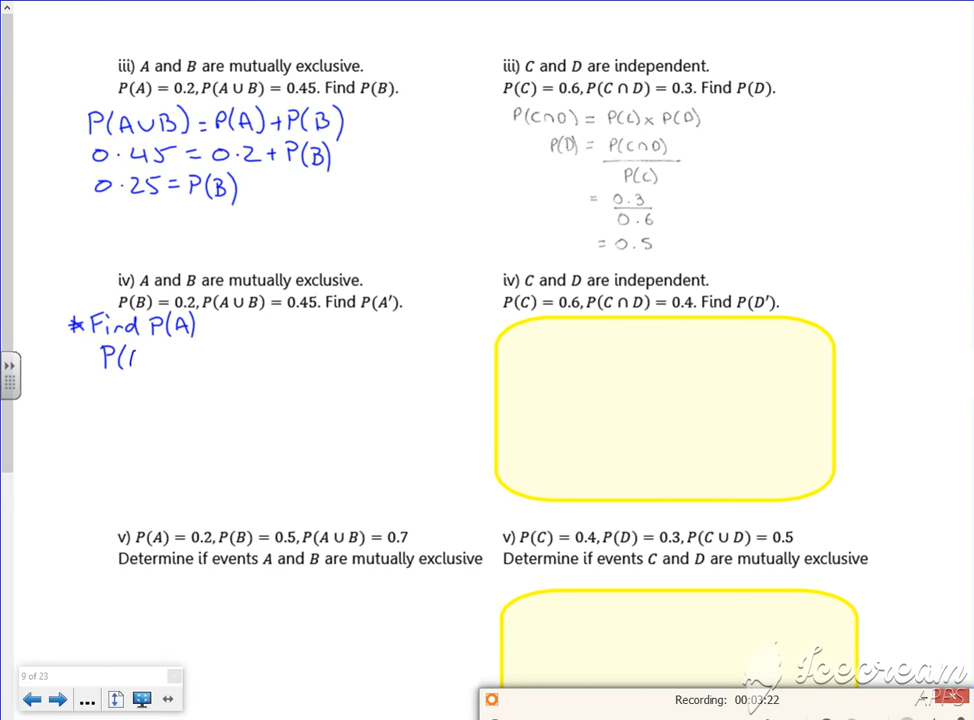 iii) A and B are mutually exclusive.
P(A) = 0.2, P(A ∪ B) = 0.45. Find P(B).
P(A∪B) = P(A) + P(B)
0.45 = 0.2 + P(B)
0.25 = P(B)
iii) C and D are independent.
P(C) = 0.6, P(C ∩ D) = 0.3. Find P(D).
P(C∩D) = P(C) × P(D)
P(D) = P(C∩D)
P(C)
= 0.3
0.6
= 0.5
iv) A and B are mutually exclusive.
P(B) = 0.2, P(A ∪ B) = 0.45. Find P(A′).
* Find P(A)
P(
iv) C and D are independent.
P(C) = 0.6, P(C ∩ D) = 0.4. Find P(D′).
v) P(A) = 0.2, P(B) = 0.5, P(A ∪ B) = 0.7
Determine if events A and B are mutually exclusive
v) P(C) = 0.4, P(D) = 0.3, P(C ∪ D) = 0.5
Determine if events C and D are mutually exclusive
9 of 23
...
Icecream
APPS
Recording: 00:03:22